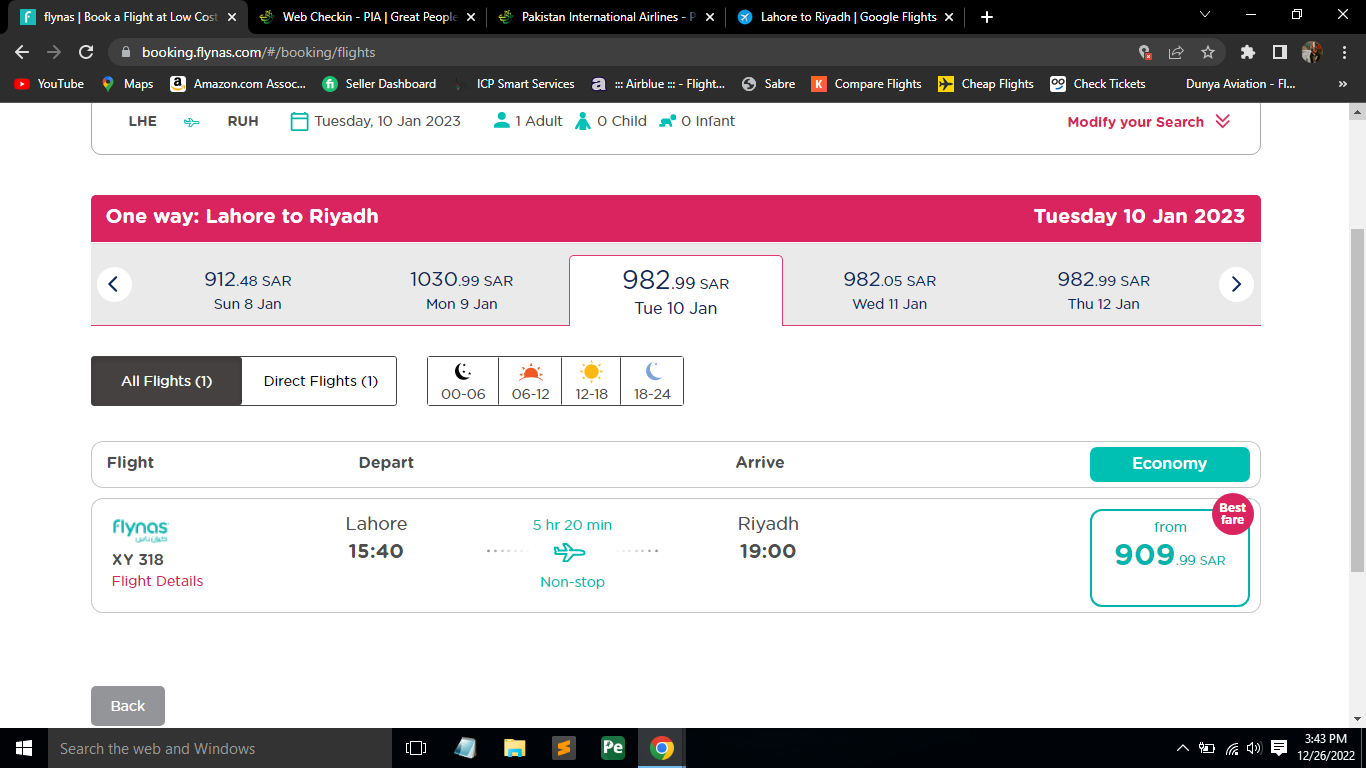 flynas | Book a Flight at Low Cost
Web Checkin - PIA | Great People
Pakistan International Airlines - P
Lahore to Riyadh | Google Flights
booking.flynas.com/#/booking/flights
YouTube
Maps
Amazon.com Assoc...
Seller Dashboard
ICP Smart Services
::: Airblue ::: - Flight...
Sabre
Compare Flights
Cheap Flights
Check Tickets
Dunya Aviation - Fl...
LHE RUH Tuesday, 10 Jan 2023 1 Adult 0 Child 0 Infant Modify your Search
One way: Lahore to Riyadh Tuesday 10 Jan 2023
912.48 SAR 1030.99 SAR 982.99 SAR 982.05 SAR 982.99 SAR
Sun 8 Jan Mon 9 Jan Tue 10 Jan Wed 11 Jan Thu 12 Jan
All Flights (1) Direct Flights (1)
00-06 06-12 12-18 18-24
Flight Depart Arrive Economy
flynas
طيران ناس
XY 318
Flight Details
Lahore
15:40
5 hr 20 min
Non-stop
Riyadh
19:00
Best
fare
from
909.99 SAR
Back
Search the web and Windows
Pe
3:43 PM
12/26/2022